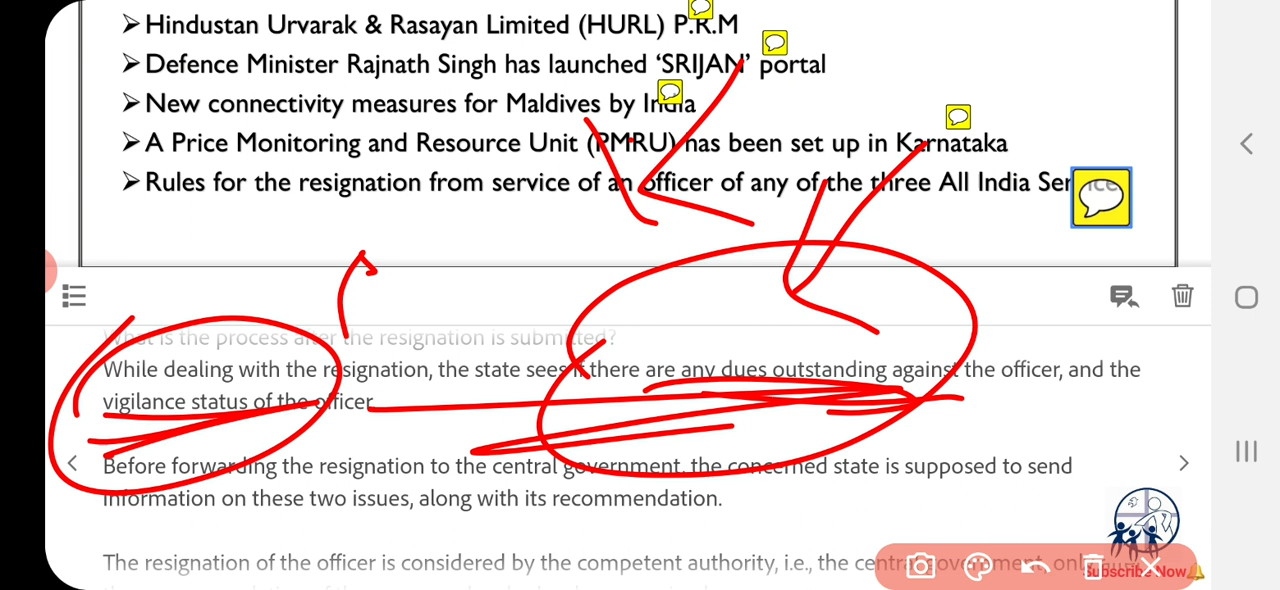 ➢Hindustan Urvarak & Rasayan Limited (HURL) P.R.M
➢Defence Minister Rajnath Singh has launched ‘SRIJAN’ portal
➢New connectivity measures for Maldives by India
➢A Price Monitoring and Resource Unit (PMRU) has been set up in Karnataka
➢Rules for the resignation from service of an officer of any of the three All India Service
What is the process after the resignation is submitted?
While dealing with the resignation, the state sees if there are any dues outstanding against the officer, and the
vigilance status of the officer.
Before forwarding the resignation to the central government, the concerned state is supposed to send
information on these two issues, along with its recommendation.
The resignation of the officer is considered by the competent authority, i.e., the central government, only
Subscribe Now